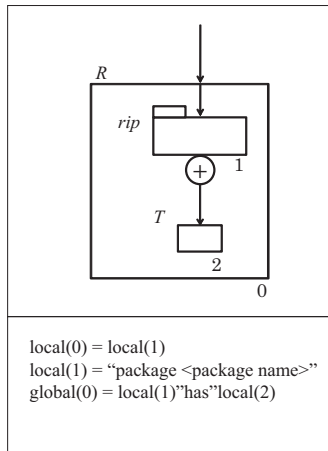 R
rip
+
1
T
2
0
local(0) = local(1)
local(1) = “package <package name>”
global(0) = local(1)”has”local(2)